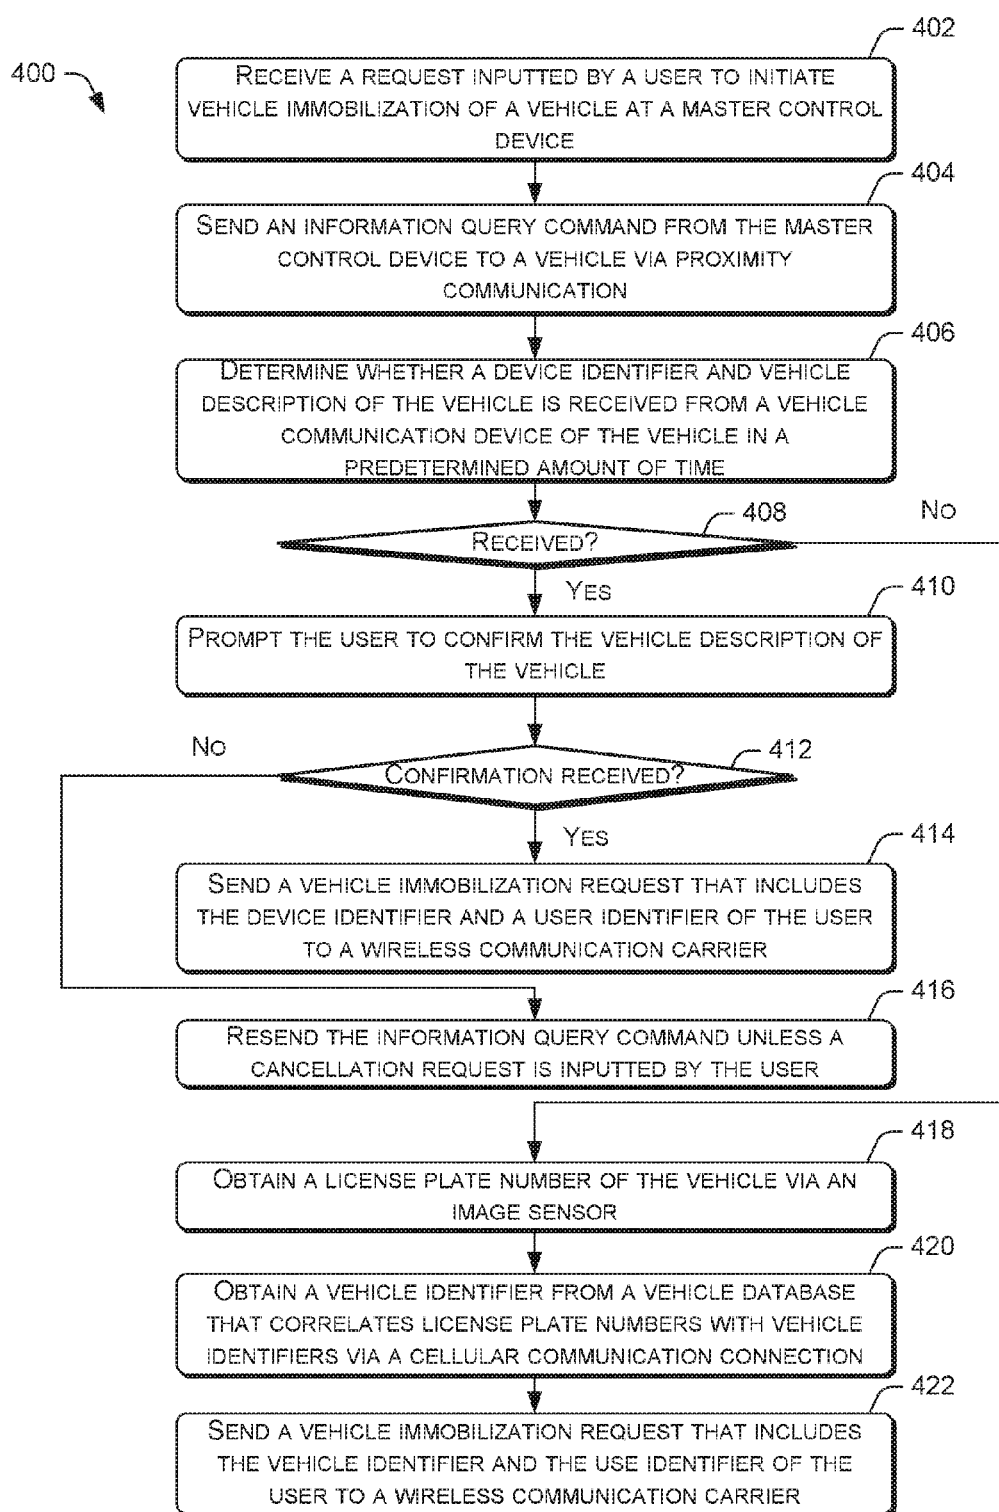 402
400
RECEIVE A REQUEST INPUTTED BY A USER TO INITIATE
VEHICLE IMMOBILIZATION OF A VEHICLE AT A MASTER CONTROL
DEVICE
404
SEND AN INFORMATION QUERY COMMAND FROM THE MASTER
CONTROL DEVICE TO A VEHICLE VIA PROXIMITY
COMMUNICATION
406
DETERMINE WHETHER A DEVICE IDENTIFIER AND VEHICLE
DESCRIPTION OF THE VEHICLE IS RECEIVED FROM A VEHICLE
COMMUNICATION DEVICE OF THE VEHICLE IN A
PREDETERMINED AMOUNT OF TIME
408
NO
RECEIVED?
YES
410
PROMPT THE USER TO CONFIRM THE VEHICLE DESCRIPTION OF
THE VEHICLE
NO
412
CONFIRMATION RECEIVED?
YES
414
SEND A VEHICLE IMMOBILIZATION REQUEST THAT INCLUDES
THE DEVICE IDENTIFIER AND A USER IDENTIFIER OF THE USER
TO A WIRELESS COMMUNICATION CARRIER
416
RESEND THE INFORMATION QUERY COMMAND UNLESS A
CANCELLATION REQUEST IS INPUTTED BY THE USER
418
OBTAIN A LICENSE PLATE NUMBER OF THE VEHICLE VIA AN
IMAGE SENSOR
420
OBTAIN A VEHICLE IDENTIFIER FROM A VEHICLE DATABASE
THAT CORRELATES LICENSE PLATE NUMBERS WITH VEHICLE
IDENTIFIERS VIA A CELLULAR COMMUNICATION CONNECTION
422
SEND A VEHICLE IMMOBILIZATION REQUEST THAT INCLUDES
THE VEHICLE IDENTIFIER AND THE USE IDENTIFIER OF THE
USER TO A WIRELESS COMMUNICATION CARRIER